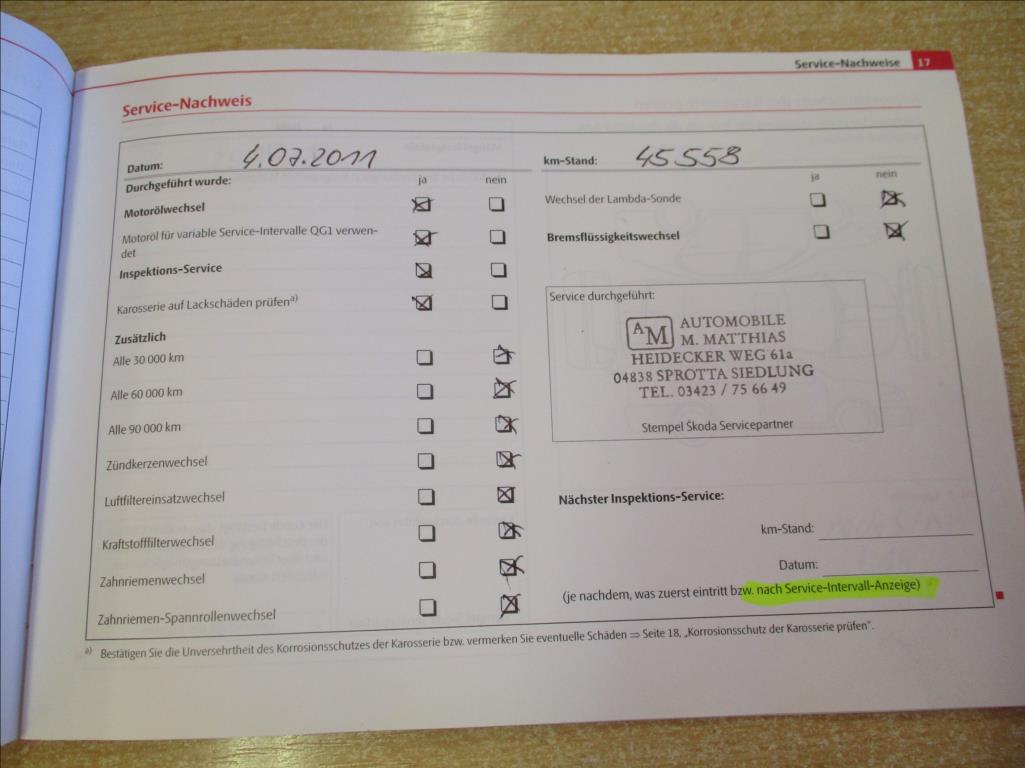 Service-Nachweise 17
Service-Nachweis
Datum: 4.07.2011
km-Stand: 45558
Durchgeführt wurde: ja nein
Motorölwechsel
Motoröl für variable Service-Intervalle QG1 verwen-
det
Inspektions-Service
Karosserie auf Lackschäden prüfen a)
Zusätzlich
Alle 30 000 km
Alle 60 000 km
Alle 90 000 km
Zündkerzenwechsel
Luftfiltereinsatzwechsel
Kraftstofffilterwechsel
Zahnriemenwechsel
Zahnriemen-Spannrollenwechsel
ja nein
Wechsel der Lambda-Sonde
Bremsflüssigkeitswechsel
Service durchgeführt:
AM AUTOMOBILE
M. MATTHIAS
HEIDECKER WEG 61a
04838 SPROTTA SIEDLUNG
TEL. 03423 / 75 66 49
Stempel Škoda Servicepartner
Nächster Inspektions-Service:
km-Stand:
Datum:
(je nachdem, was zuerst eintritt bzw. nach Service-Intervall-Anzeige)
a) Bestätigen Sie die Unversehrtheit des Korrosionsschutzes der Karosserie bzw. vermerken Sie eventuelle Schäden ⇒ Seite 18, „Korrosionsschutz der Karosserie prüfen“.